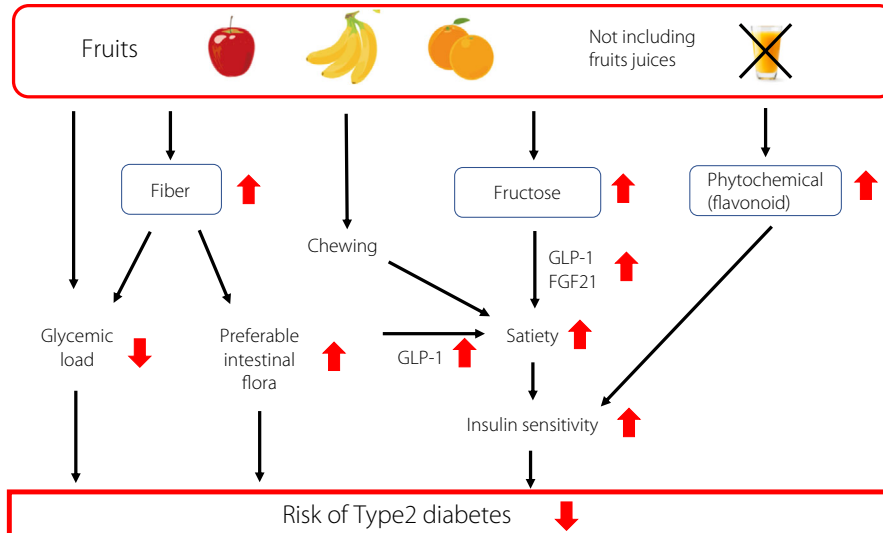 Fruits
Not including
fruits juices
Fiber
Fructose
Phytochemical
(flavonoid)
Chewing
GLP-1
FGF21
Glycemic
load
Preferable
intestinal
flora
GLP-1
Satiety
Insulin sensitivity
Risk of Type2 diabetes